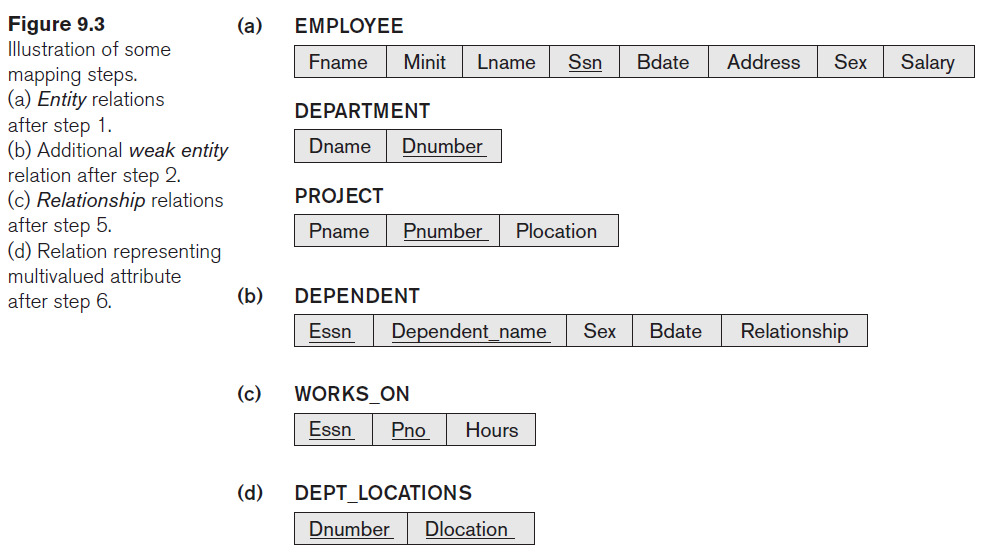 Figure 9.3
Illustration of some
mapping steps.
(a) Entity relations
after step 1.
(b) Additional weak entity
relation after step 2.
(c) Relationship relations
after step 5.
(d) Relation representing
multivalued attribute
after step 6.
(a) EMPLOYEE
Fname Minit Lname Ssn Bdate Address Sex Salary
DEPARTMENT
Dname Dnumber
PROJECT
Pname Pnumber Plocation
(b) DEPENDENT
Essn Dependent_name Sex Bdate Relationship
(c) WORKS_ON
Essn Pno Hours
(d) DEPT_LOCATIONS
Dnumber Dlocation